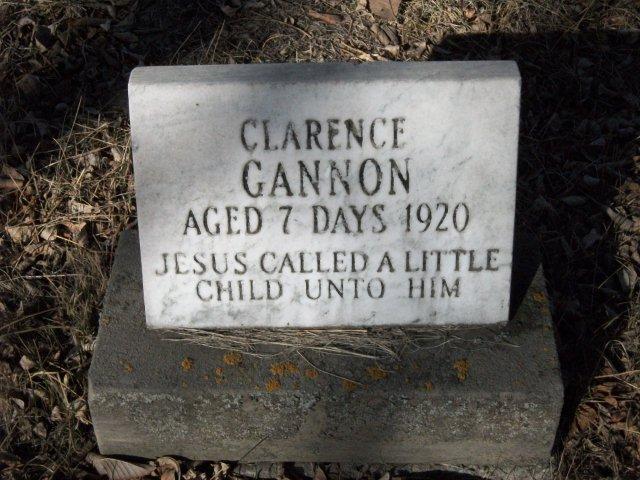 CLARENCE
GANNON
AGED 7 DAYS 1920
JESUS CALLED A LITTLE
CHILD UNTO HIM